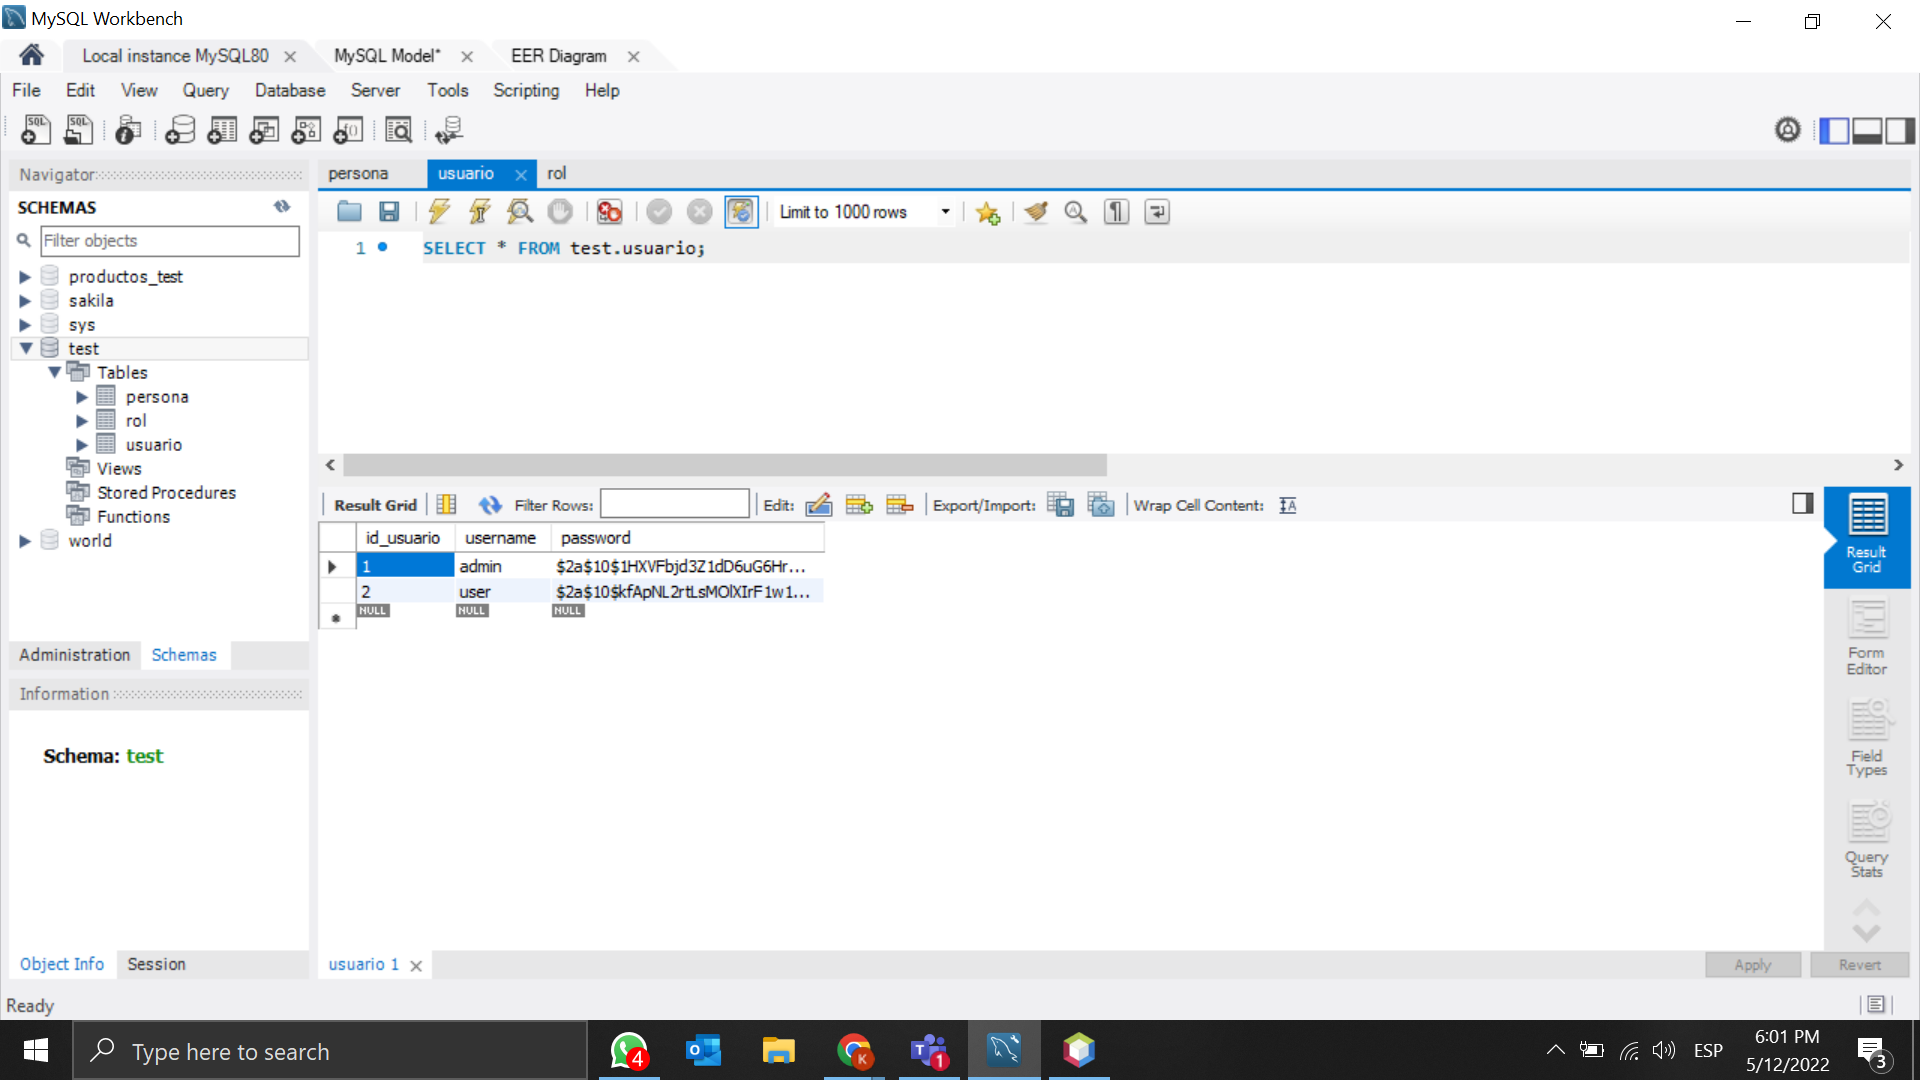 MySQL Workbench
Local instance MySQL80
MySQL Model*
EER Diagram
File Edit View Query Database Server Tools Scripting Help
Navigator
SCHEMAS
Filter objects
productos_test
sakila
sys
test
Tables
persona
rol
usuario
Views
Stored Procedures
Functions
world
Administration Schemas
Information
Schema: test
Object Info Session
persona usuario rol
Limit to 1000 rows
1 SELECT * FROM test.usuario;
Result Grid Filter Rows: Edit: Export/Import: Wrap Cell Content:
id_usuario username password
1 admin $2a$10$1HXVFbjd3Z1dD6uG6Hr...
2 user $2a$10$kfApNL2rtLsMOlXIrF1w1...
NULL NULL NULL
Result
Grid
Form
Editor
Field
Types
Query
Stats
usuario 1
Apply Revert
Ready
Type here to search
4
K
1
ESP
6:01 PM
5/12/2022
3